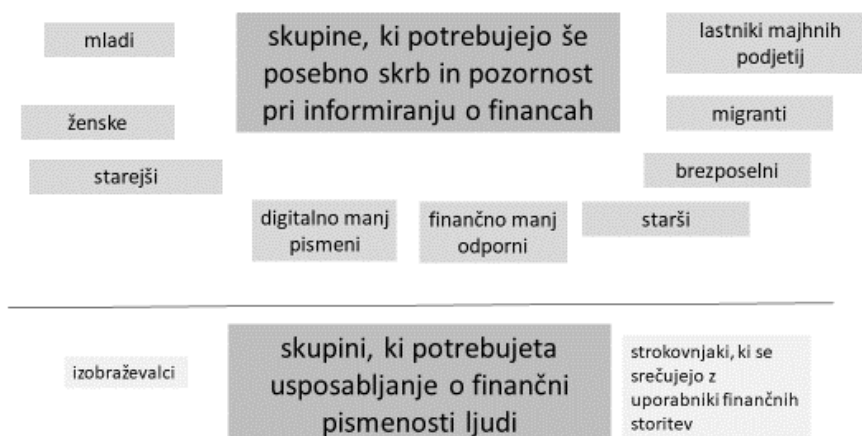 mladi
skupine, ki potrebujejo še
posebno skrb in pozornost
pri informiranju o financah
lastniki majhnih
podjetij
ženske
migranti
starejši
brezposelni
digitalno manj
pismeni
finančno manj
odporni
starši
izobraževalci
skupini, ki potrebujeta
usposabljanje o finančni
pismenosti ljudi
strokovnjaki, ki se
srečujejo z
uporabniki finančnih
storitev